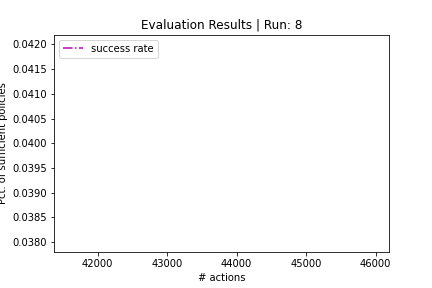 Evaluation Results | Run: 8
success rate
0.0420
0.0415
0.0410
0.0405
0.0400
0.0395
0.0390
0.0385
0.0380
Pct. of sufficient policies
42000 43000 44000 45000 46000
# actions